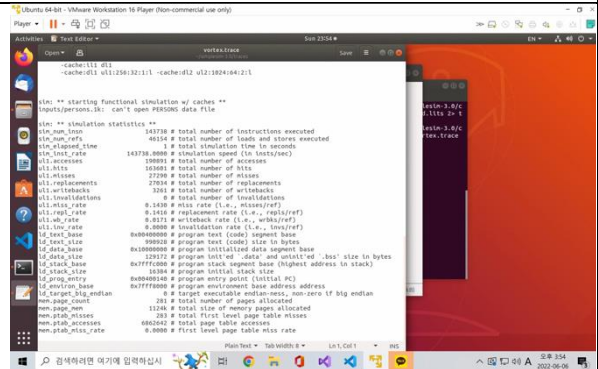 Ubuntu 64-bit - VMware Workstation 16 Player (Non-commercial use only)
Player
Activities Text Editor Sun 23:54 EN
Open vortex.trace Save
-cache:il1 dl1
-cache:dl1 ul1:256:32:1:l -cache:dl2 ul2:1024:64:2:l
sim: ** starting functional simulation w/ caches **
inputs/persons.1k: can't open PERSONS data file
sim: ** simulation statistics **
sim_num_insn 143738 # total number of instructions executed
sim_num_refs 46154 # total number of loads and stores executed
sim_elapsed_time 1 # total simulation time in seconds
sim_inst_rate 143738.0000 # simulation speed (in insts/sec)
ul1.accesses 190891 # total number of accesses
ul1.hits 163601 # total number of hits
ul1.misses 27290 # total number of misses
ul1.replacements 27034 # total number of replacements
ul1.writebacks 3261 # total number of writebacks
ul1.invalidations 0 # total number of invalidations
ul1.miss_rate 0.1430 # miss rate (i.e., misses/ref)
ul1.repl_rate 0.1416 # replacement rate (i.e., repls/ref)
ul1.wb_rate 0.0171 # writeback rate (i.e., wrbks/ref)
ul1.inv_rate 0.0000 # invalidation rate (i.e., invs/ref)
ld_text_base 0x00400000 # program text (code) segment base
ld_text_size 990928 # program text (code) size in bytes
ld_data_base 0x10000000 # program initialized data segment base
ld_data_size 129172 # program init'ed `.data' and uninit'ed `.bss' size in bytes
ld_stack_base 0x7fffc000 # program stack segment base (highest address in stack)
ld_stack_size 16384 # program initial stack size
ld_prog_entry 0x00400140 # program entry point (initial PC)
ld_environ_base 0x7fff8000 # program environment base address address
ld_target_big_endian 0 # target executable endian-ness, non-zero if big endian
mem.page_count 281 # total number of pages allocated
mem.page_mem 1124k # total size of memory pages allocated
mem.ptab_misses 283 # total number of first level page table misses
mem.ptab_accesses 6962642 # total page table accesses
mem.ptab_miss_rate 0.0000 # first level page table miss rate
Plain Text Tab Width: 8 Ln 1, Col 1 INS
lesim-3.0/c
d.lits 2> t
lesim-3.0/c
rtex.trace
검색하려면 여기에 입력하십시
A 오후 3:54
2022-06-06